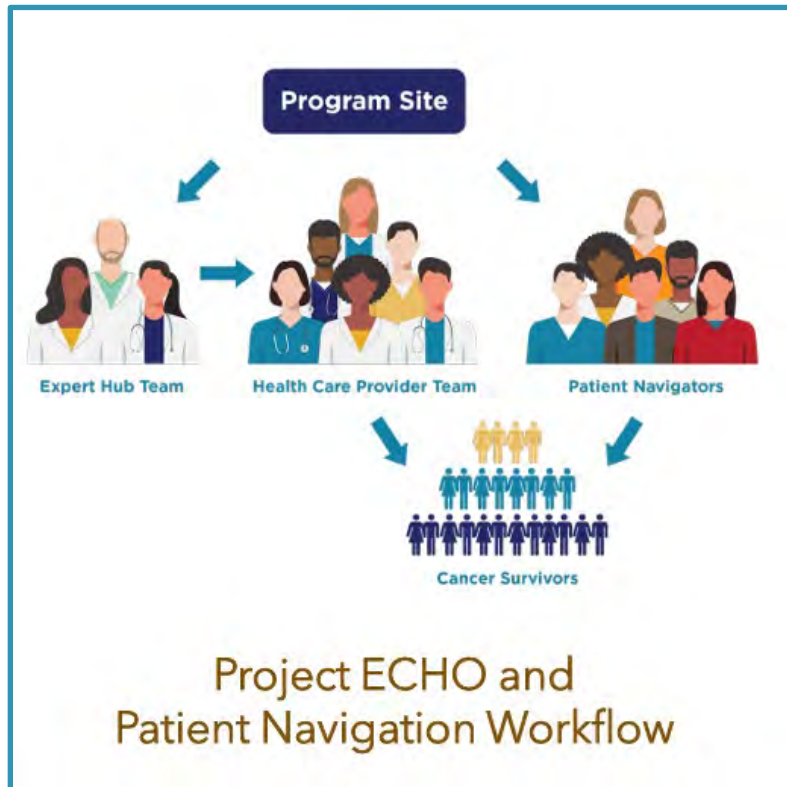 Program Site
Expert Hub Team
Health Care Provider Team
Patient Navigators
Cancer Survivors
Project ECHO and
Patient Navigation Workflow